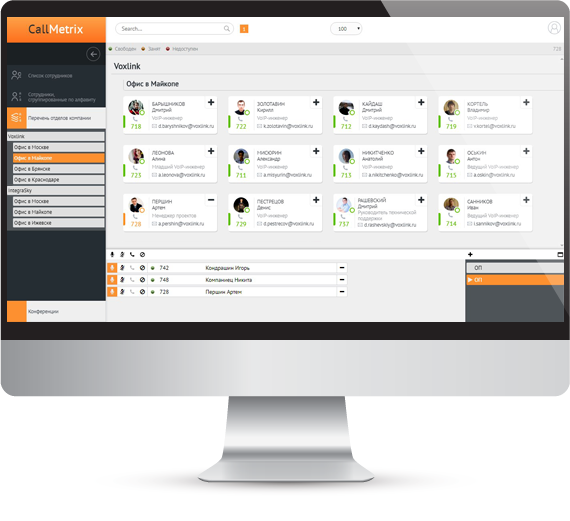 CallMetrix
Search...
1
100
Свободен
Занят
Недоступен
728
Список сотрудников
Сотрудники,
сгруппированные по алфавиту
Перечень отделов компании
Voxlink
Офис в Москве
Офис в Майкопе
Офис в Брянске
Офис в Краснодаре
IntegraSky
Офис в Москве
Офис в Майкопе
Офис в Ижевске
Конференции
Voxlink
Офис в Майкопе
БАРЫШНИКОВ
Дмитрий
VoIP-инженер
718
d.baryshnikov@voxlink.ru
ЗОЛОТАВИН
Кирилл
VoIP-инженер
722
k.zolotavin@voxlink.ru
КАЙДАШ
Дмитрий
VoIP-инженер
712
d.kaydash@voxlink.ru
КОРТЕЛЬ
Владимир
VoIP-инженер
719
v.kortel@voxlink.ru
ЛЕОНОВА
Алина
Младший VoIP-инженер
723
a.leonova@voxlink.ru
МИСЮРИН
Александр
VoIP-инженер
711
a.misyurin@voxlink.ru
НИКИТЧЕНКО
Анатолий
VoIP-инженер
713
a.nikitchenko@voxlink.ru
ОСЬКИН
Антон
Ведущий VoIP-инженер
715
a.oskin@voxlink.ru
ПЕРШИН
Артем
Менеджер проектов
728
a.pershin@voxlink.ru
ПЕСТРЕЦОВ
Денис
VoIP-инженер
729
d.pestrecov@voxlink.ru
РАШЕВСКИЙ
Дмитрий
Руководитель технической
поддержки
737
d.rashevskiy@voxlink.ru
САННИКОВ
Иван
Ведущий VoIP-инженер
714
i.sannikov@voxlink.ru
742 Кондрашин Игорь
748 Компаниец Никита
728 Першин Артем
ОП